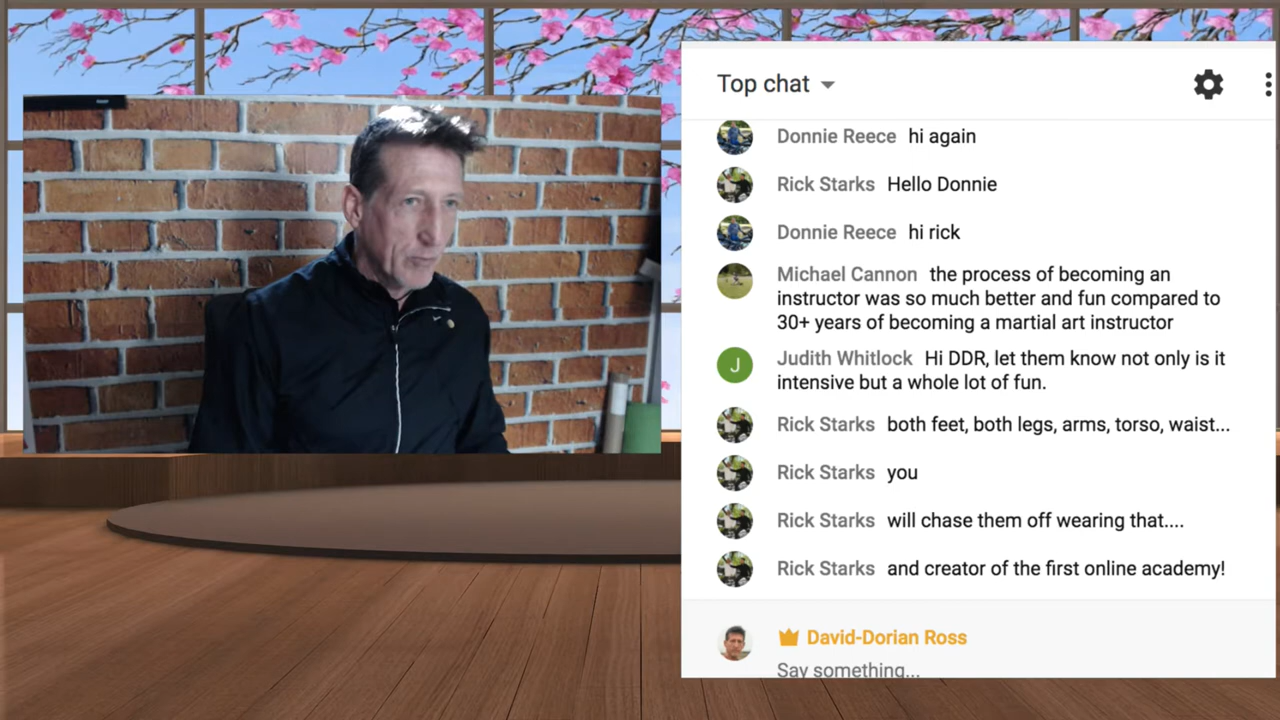 Top chat
Donnie Reece hi again
Rick Starks Hello Donnie
Donnie Reece hi rick
Michael Cannon the process of becoming an
instructor was so much better and fun compared to
30+ years of becoming a martial art instructor
J
Judith Whitlock Hi DDR, let them know not only is it
intensive but a whole lot of fun.
Rick Starks both feet, both legs, arms, torso, waist...
Rick Starks you
Rick Starks will chase them off wearing that....
Rick Starks and creator of the first online academy!
David-Dorian Ross
Say something...